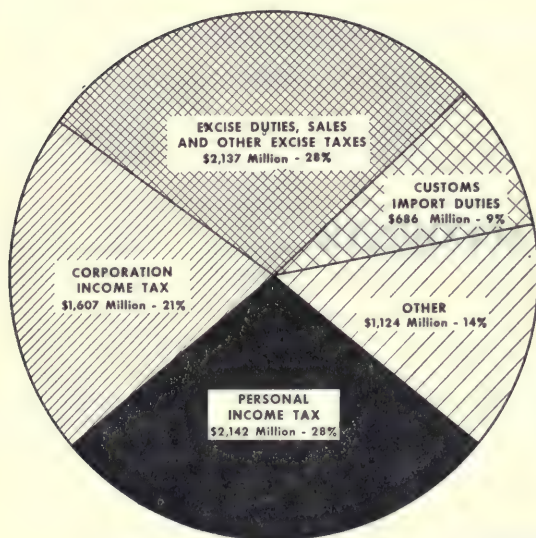 EXCISE DUTIES, SALES
AND OTHER EXCISE TAXES
$2,137 Million - 28%
CUSTOMS
IMPORT DUTIES
$686 Million - 9%
CORPORATION
INCOME TAX
$1,607 Million - 21%
OTHER
$1,124 Million - 14%
PERSONAL
INCOME TAX
$2,142 Million - 28%